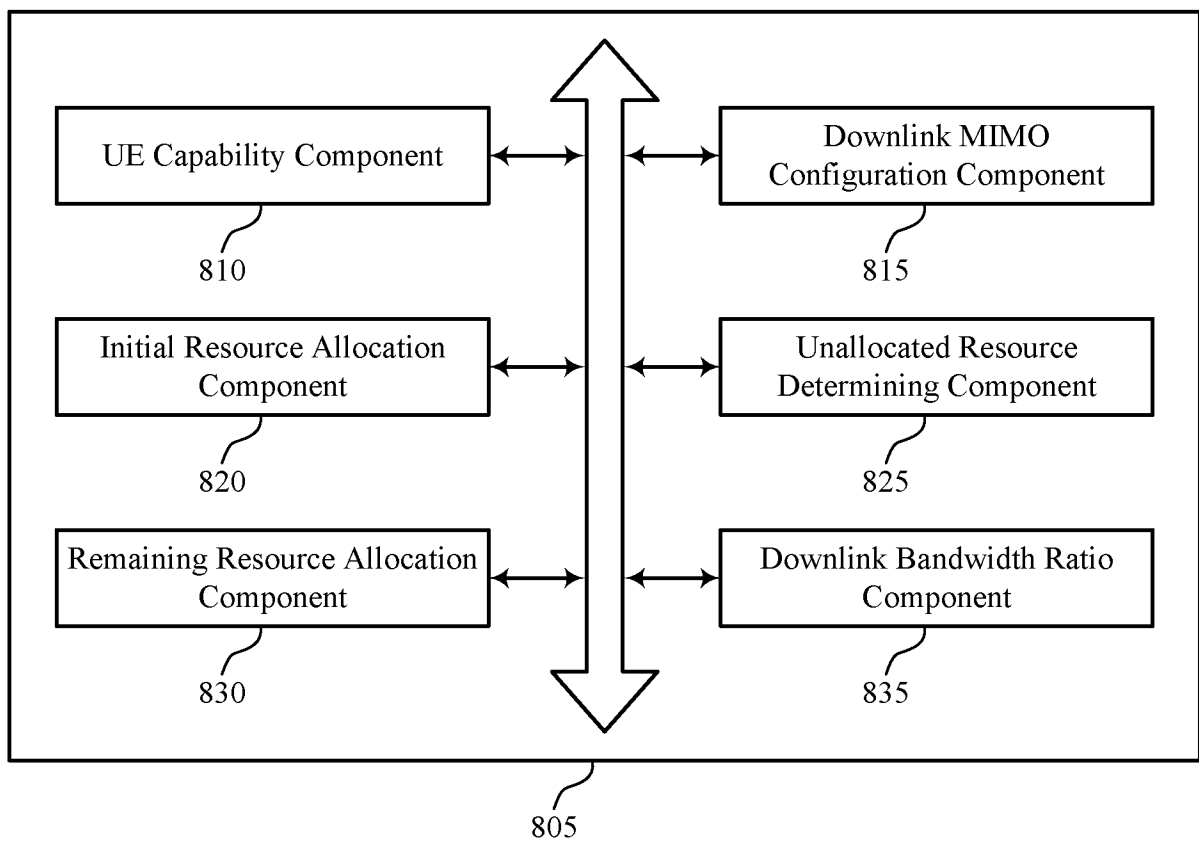 UE Capability Component
810
Downlink MIMO
Configuration Component
815
Initial Resource Allocation
Component
820
Unallocated Resource
Determining Component
825
Remaining Resource Allocation
Component
830
Downlink Bandwidth Ratio
Component
835
805